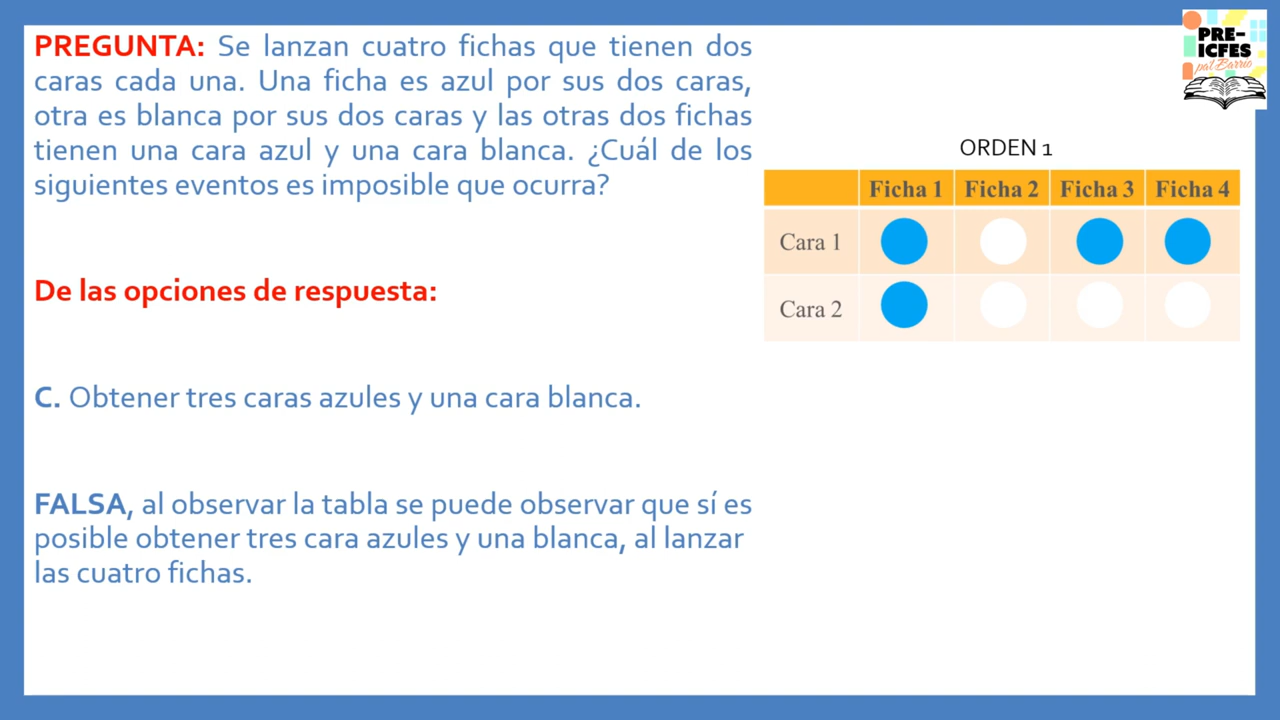 PREGUNTA: Se lanzan cuatro fichas que tienen dos
caras cada una. Una ficha es azul por sus dos caras,
otra es blanca por sus dos caras y las otras dos fichas
tienen una cara azul y una cara blanca. ¿Cuál de los
siguientes eventos es imposible que ocurra?
De las opciones de respuesta:
C. Obtener tres caras azules y una cara blanca.
FALSA, al observar la tabla se puede observar que sí es
posible obtener tres cara azules y una blanca, al lanzar
las cuatro fichas.
PRE-
ICFES
pat Barrio
ORDEN 1
Ficha 1 Ficha 2 Ficha 3 Ficha 4
Cara 1
Cara 2